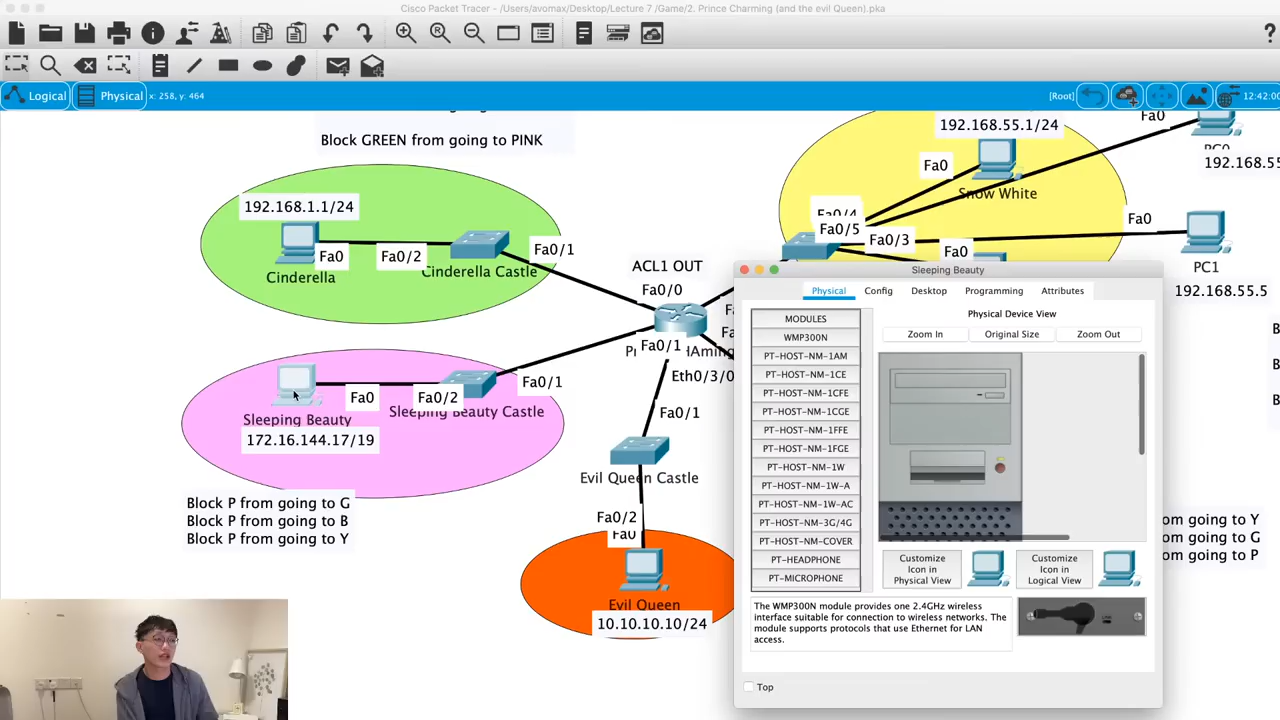 Cisco Packet Tracer - /Users/avomax/Desktop/Lecture 7 /Game/2. Prince Charming (and the evil Queen).pka
Logical
Physical
x: 258, y: 464
[Root]
12:42:00
Block GREEN from going to PINK
192.168.1.1/24
Fa0
Fa0/2
Fa0/1
Cinderella
Cinderella Castle
192.168.55.1/24
Fa0
Snow White
Fa0
192.168.55
Fa0/4
Fa0/5
Fa0/3
Fa0
Fa0
PC1
192.168.55.5
ACL1 OUT
Fa0/0
Fa0/1
Eth0/3/0
Fa0
Fa0/2
Fa0/1
Sleeping Beauty
Sleeping Beauty Castle
172.16.144.17/19
Fa0/1
Evil Queen Castle
Fa0/2
Fa0
Evil Queen
10.10.10.10/24
Block P from going to G
Block P from going to B
Block P from going to Y
om going to Y
om going to G
om going to P
Sleeping Beauty
Physical
Config
Desktop
Programming
Attributes
MODULES
WMP300N
PT-HOST-NM-1AM
PT-HOST-NM-1CE
PT-HOST-NM-1CFE
PT-HOST-NM-1CGE
PT-HOST-NM-1FFE
PT-HOST-NM-1FGE
PT-HOST-NM-1W
PT-HOST-NM-1W-A
PT-HOST-NM-1W-AC
PT-HOST-NM-3G/4G
PT-HOST-NM-COVER
PT-HEADPHONE
PT-MICROPHONE
Physical Device View
Zoom In
Original Size
Zoom Out
Customize
Icon in
Physical View
Customize
Icon in
Logical View
The WMP300N module provides one 2.4GHz wireless
interface suitable for connection to wireless networks. The
module supports protocols that use Ethernet for LAN
access.
Top